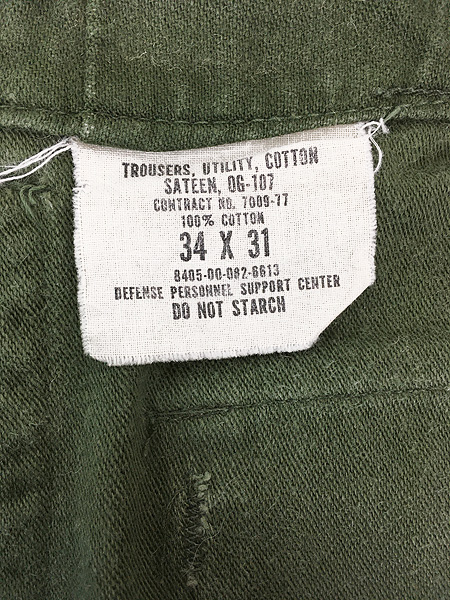 TROUSERS, UTILITY, COTTON
SATEEN, OG-107
CONTRACT NO. 7009-77
100% COTTON
34 X 31
8405-00-082-6613
DEFENSE PERSONNEL SUPPORT CENTER
DO NOT STARCH